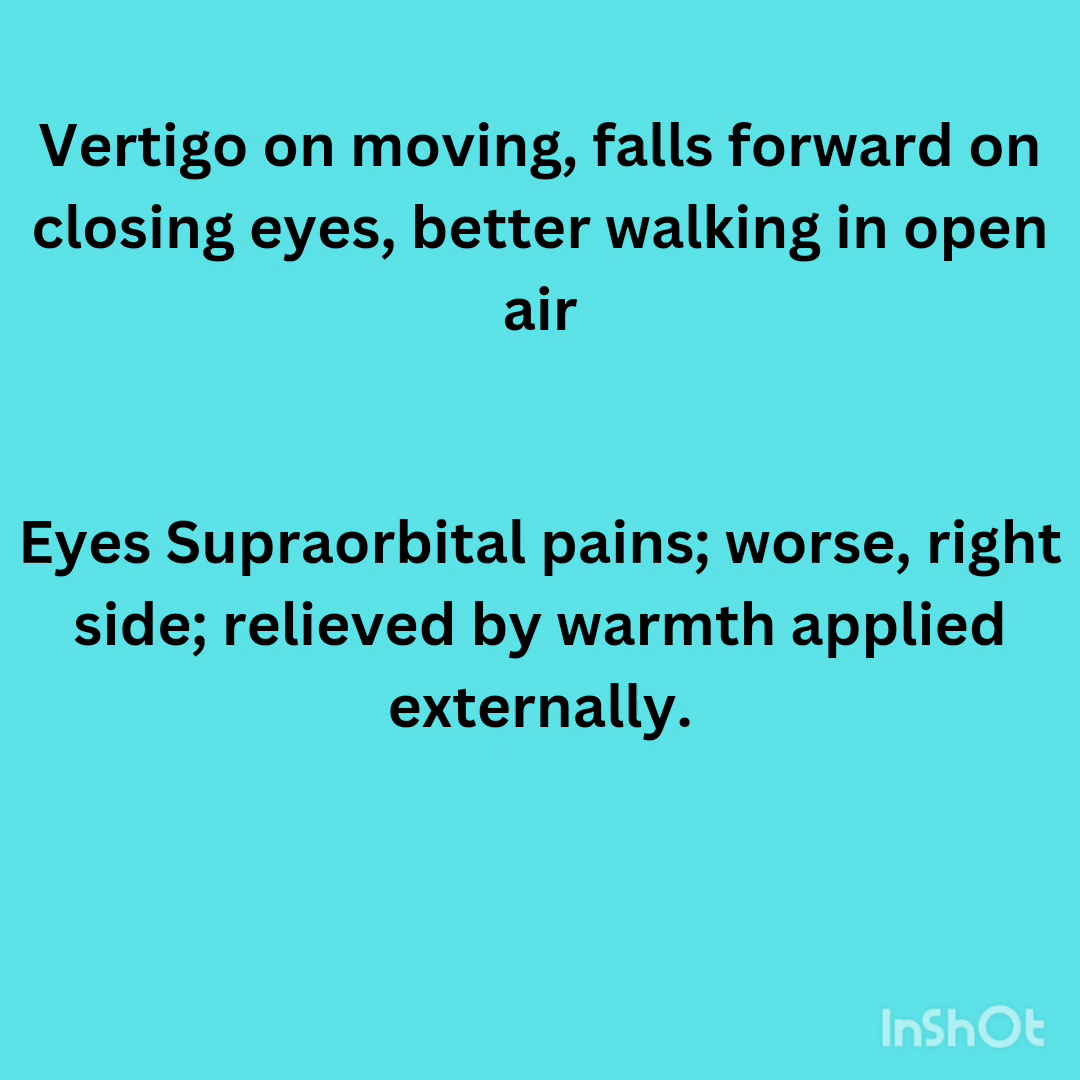 Vertigo on moving, falls forward on
closing eyes, better walking in open
air
Eyes Supraorbital pains; worse, right
side; relieved by warmth applied
externally.
InShOt